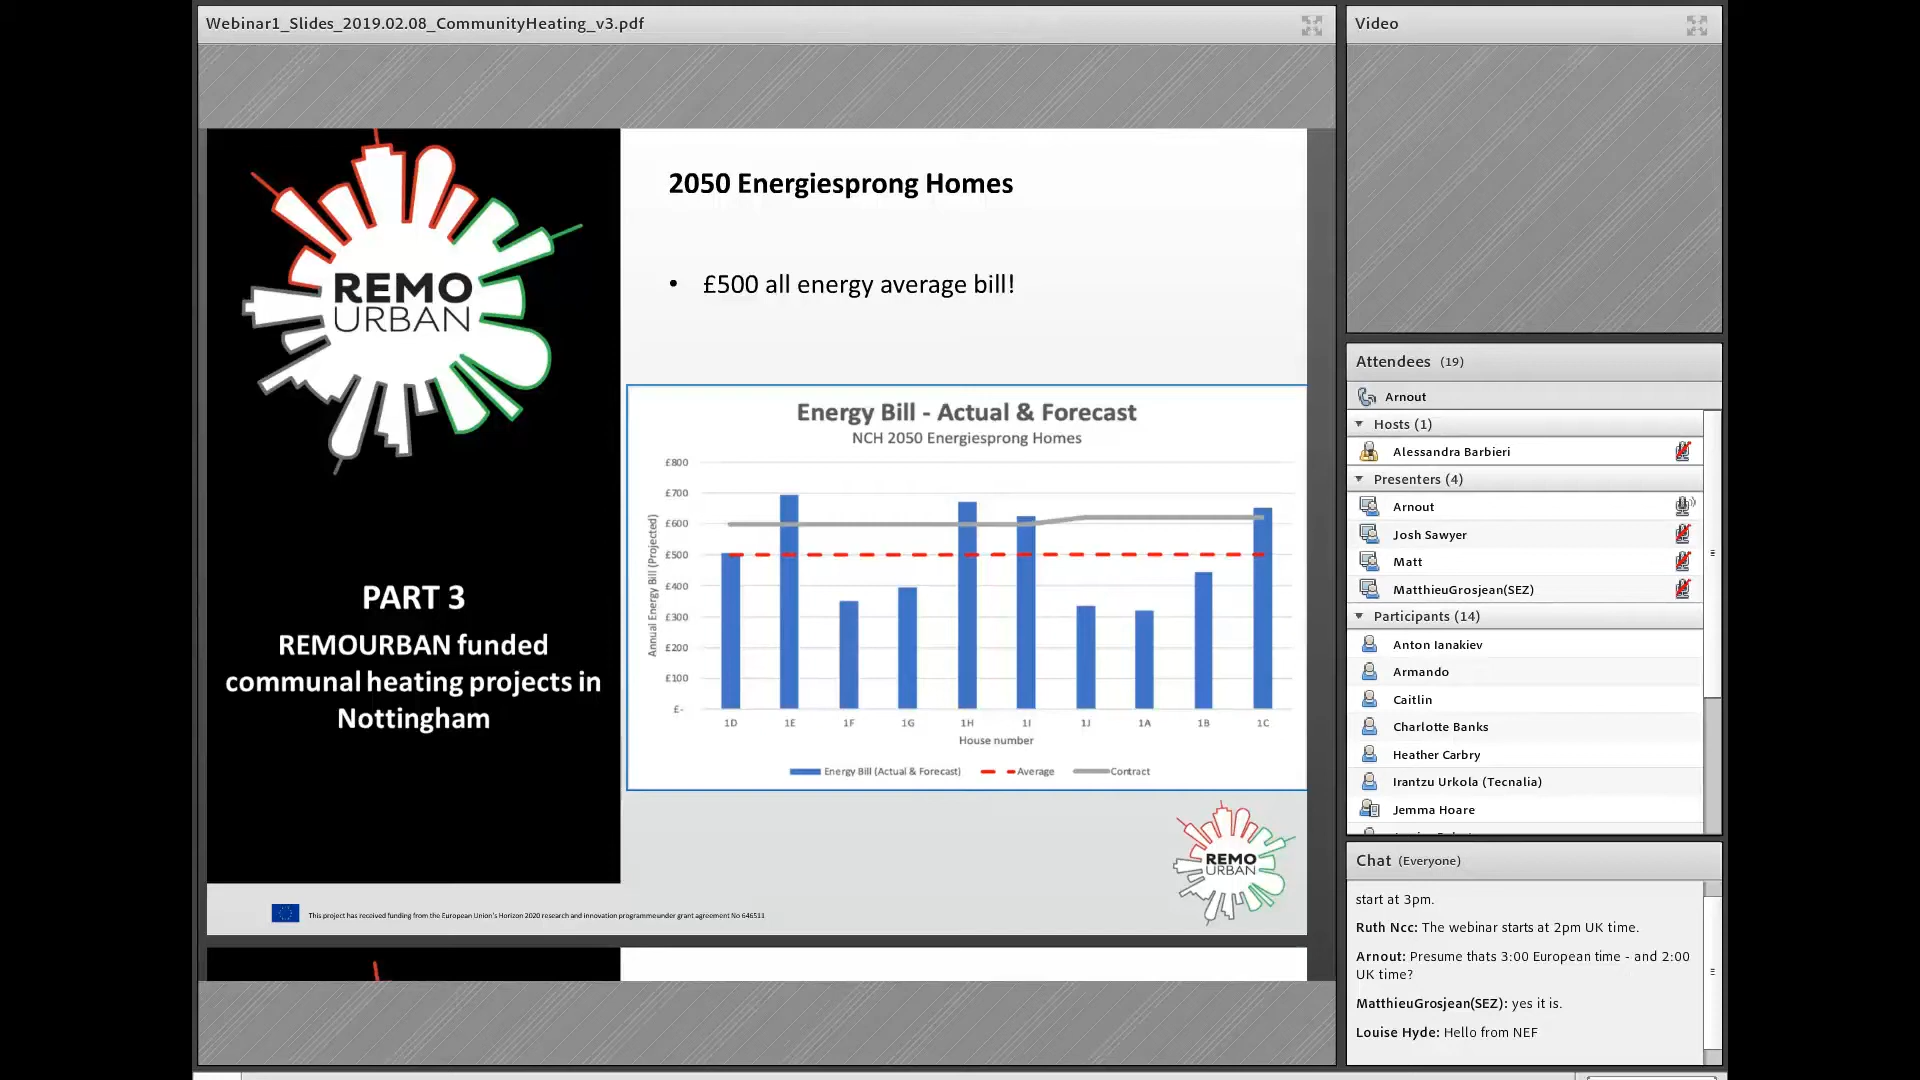 Webinar1_Slides_2019.02.08_CommunityHeating_v3.pdf
REMO
URBAN
PART 3
REMOURBAN funded
communal heating projects in
Nottingham
2050 Energiesprong Homes
• £500 all energy average bill!
Energy Bill - Actual & Forecast
NCH 2050 Energiesprong Homes
Annual Energy Bill (Projected)
£800
£700
£600
£500
£400
£300
£200
£100
£-
1D 1E 1F 1G 1H 1I 1J 1A 1B 1C
House number
Energy Bill (Actual & Forecast) Average Contract
REMO
URBAN
This project has received funding from the European Union's Horizon 2020 research and innovation programmeunder grant agreement No 646511
Video
Attendees (19)
Arnout
Hosts (1)
Alessandra Barbieri
Presenters (4)
Arnout
Josh Sawyer
Matt
MatthieuGrosjean(SEZ)
Participants (14)
Anton Ianakiev
Armando
Caitlin
Charlotte Banks
Heather Carbry
Irantzu Urkola (Tecnalia)
Jemma Hoare
Chat (Everyone)
start at 3pm.
Ruth Ncc: The webinar starts at 2pm UK time.
Arnout: Presume thats 3:00 European time - and 2:00
UK time?
MatthieuGrosjean(SEZ): yes it is.
Louise Hyde: Hello from NEF